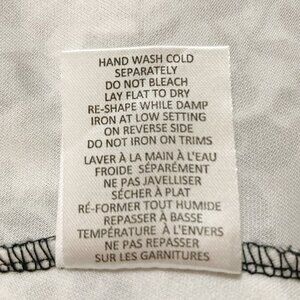 HAND WASH COLD
SEPARATELY
DO NOT BLEACH
LAY FLAT TO DRY
RE-SHAPE WHILE DAMP
IRON AT LOW SETTING
ON REVERSE SIDE
DO NOT IRON ON TRIMS
LAVER À LA MAIN À L'EAU
FROIDE SÉPARÉMENT
NE PAS JAVELLISER
SÉCHER À PLAT
RÉ-FORMER TOUT HUMIDE
REPASSER À BASSE
TEMPÉRATURE À L'ENVERS
NE PAS REPASSER
SUR LES GARNITURES